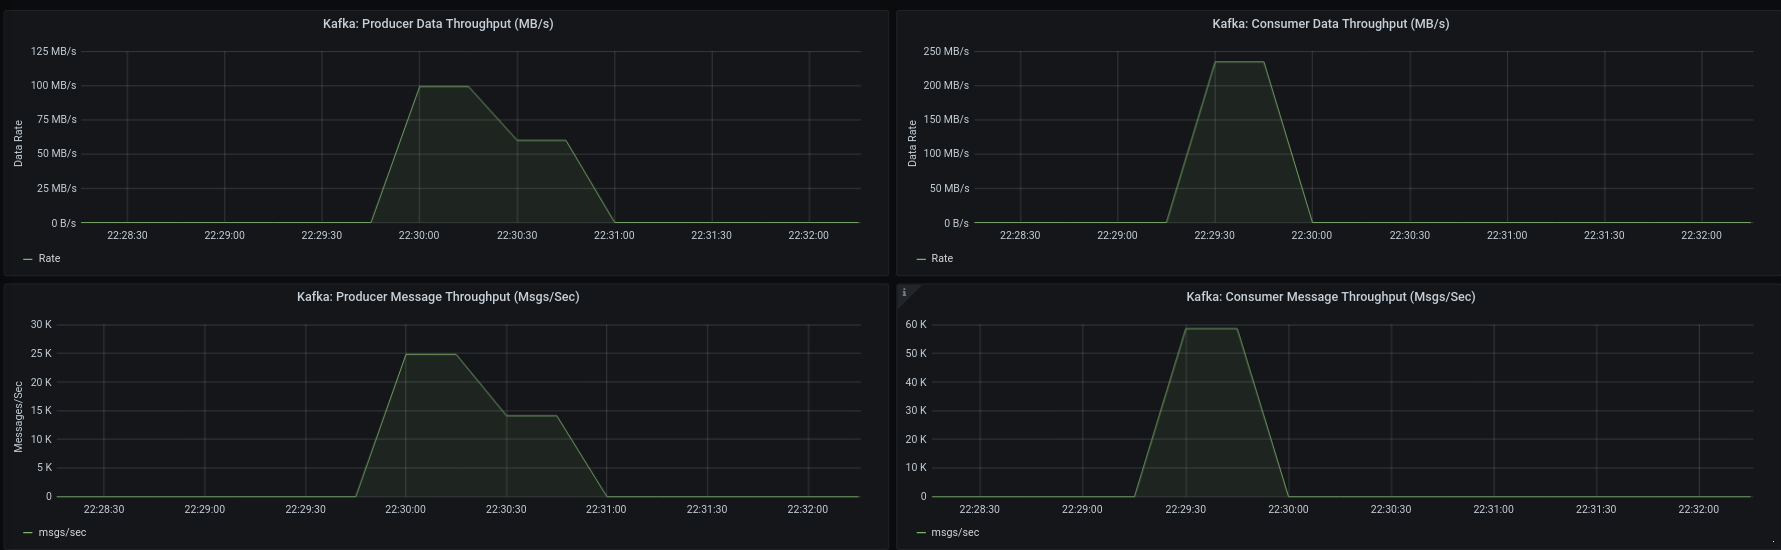 Kafka: Producer Data Throughput (MB/s)
125 MB/s
100 MB/s
75 MB/s
50 MB/s
25 MB/s
0 B/s
Data Rate
22:28:30 22:29:00 22:29:30 22:30:00 22:30:30 22:31:00 22:31:30 22:32:00
Rate
Kafka: Consumer Data Throughput (MB/s)
250 MB/s
200 MB/s
150 MB/s
100 MB/s
50 MB/s
0 B/s
Data Rate
22:28:30 22:29:00 22:29:30 22:30:00 22:30:30 22:31:00 22:31:30 22:32:00
Rate
Kafka: Producer Message Throughput (Msgs/Sec)
30 K
25 K
20 K
15 K
10 K
5 K
0
Messages/Sec
22:28:30 22:29:00 22:29:30 22:30:00 22:30:30 22:31:00 22:31:30 22:32:00
msgs/sec
i
Kafka: Consumer Message Throughput (Msgs/Sec)
60 K
50 K
40 K
30 K
20 K
10 K
0
22:28:30 22:29:00 22:29:30 22:30:00 22:30:30 22:31:00 22:31:30 22:32:00
msgs/sec